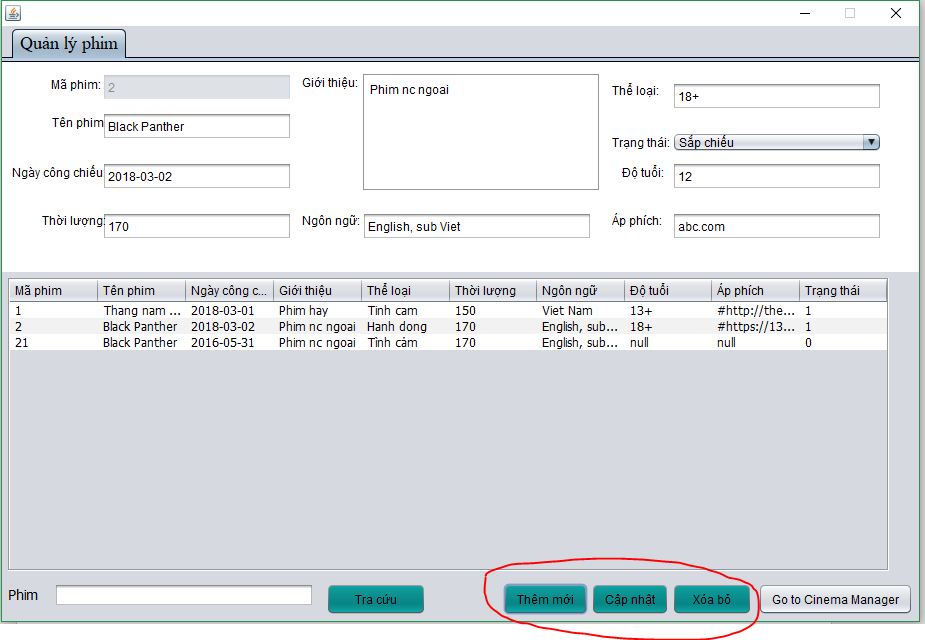 Quản lý phim
Mã phim: 2
Giới thiệu: Phim nc ngoai
Thể loại: 18+
Tên phim Black Panther
Trạng thái: Sắp chiếu
Ngày công chiếu 2018-03-02
Độ tuổi: 12
Thời lượng: 170
Ngôn ngữ: English, sub Viet
Áp phích: abc.com
Mã phim Tên phim Ngày công c... Giới thiệu Thể loại Thời lượng Ngôn ngữ Độ tuổi Áp phích Trạng thái
1 Thang nam ... 2018-03-01 Phim hay Tinh cam 150 Viet Nam 13+ #http://the... 1
2 Black Panther 2018-03-02 Phim nc ngoai Hanh dong 170 English, sub... 18+ #https://13... 1
21 Black Panther 2016-05-31 Phim nc ngoai Tình cảm 170 English, sub... null null 0
Phim Tra cứu Thêm mới Cập nhật Xóa bỏ Go to Cinema Manager